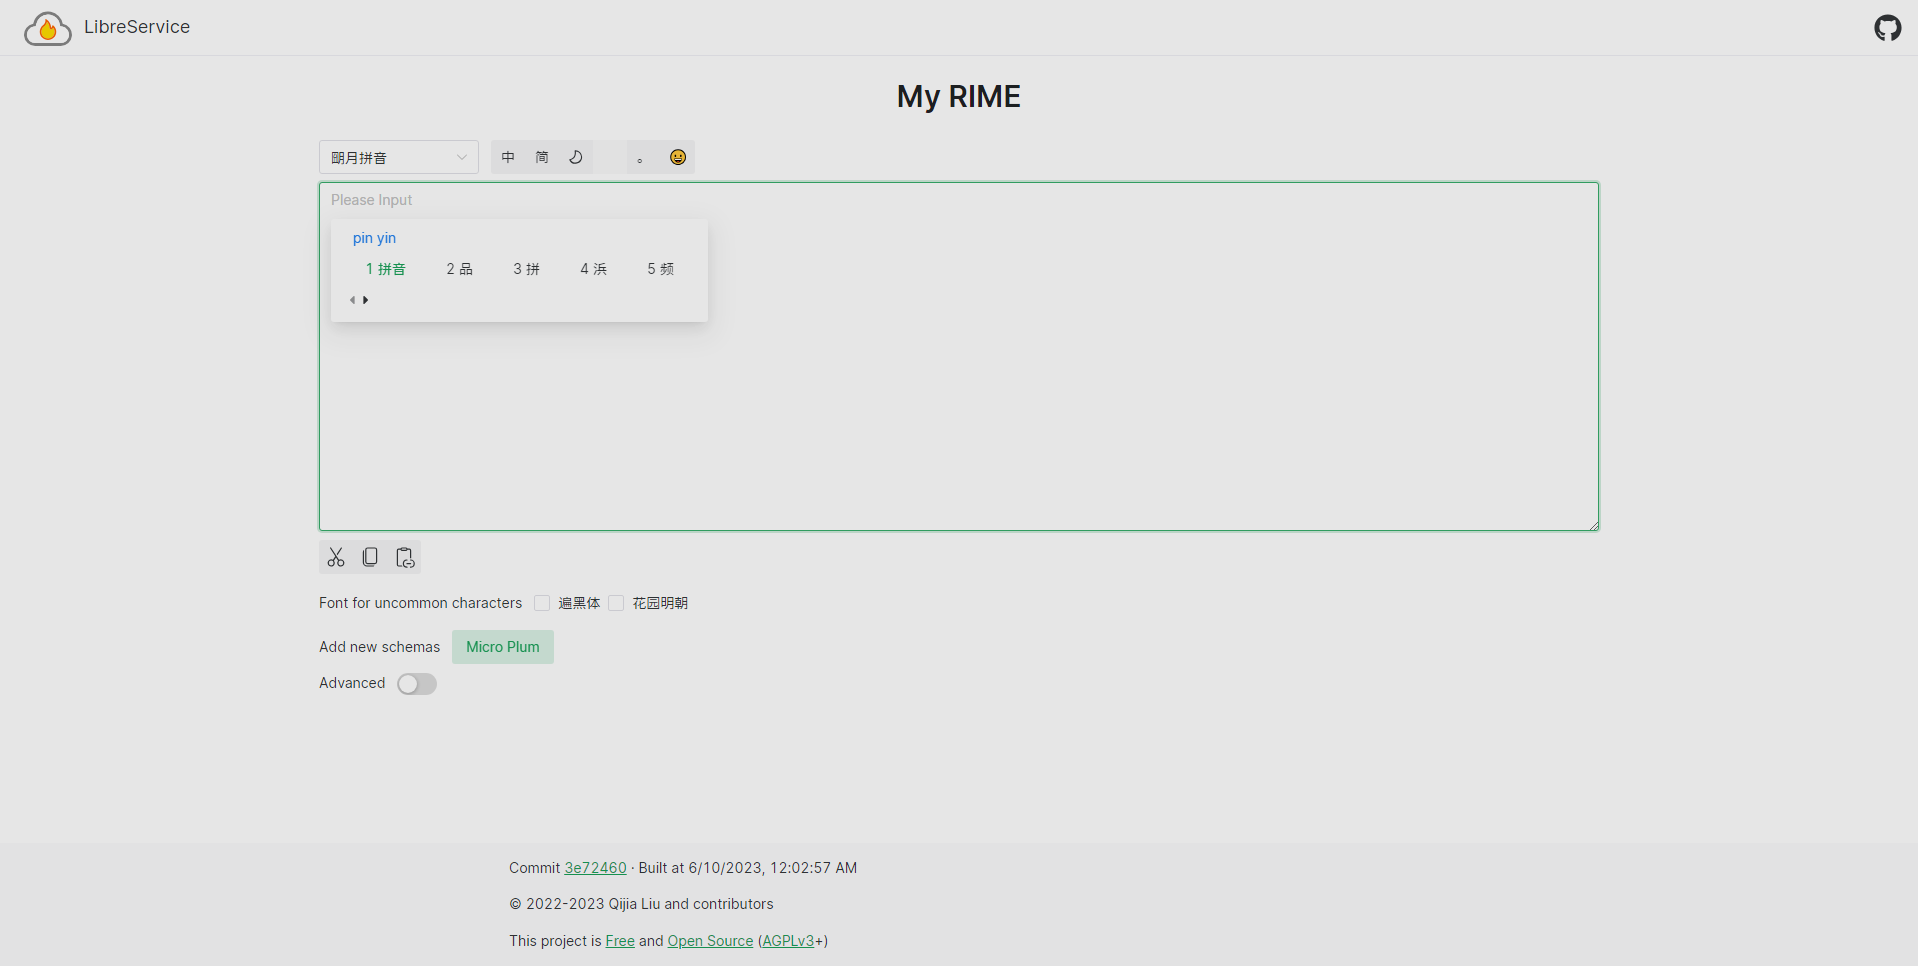 LibreService
My RIME
朙月拼音
中 简 。
Please Input
pin yin
1 拼音 2 品 3 拼 4 浜 5 频
Font for uncommon characters 遍黑体 花园明朝
Add new schemas Micro Plum
Advanced
Commit 3e72460 · Built at 6/10/2023, 12:02:57 AM
© 2022-2023 Qijia Liu and contributors
This project is Free and Open Source (AGPLv3+)